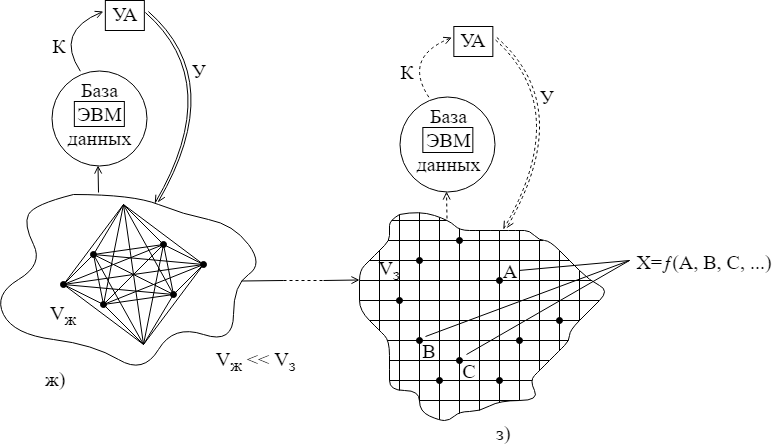 УА
К
У
База
ЭВМ
данных
Vж
ж)
Vж << Vз
УА
К
У
База
ЭВМ
данных
Vз
A
B
C
X=f(A, B, C, ...)
з)